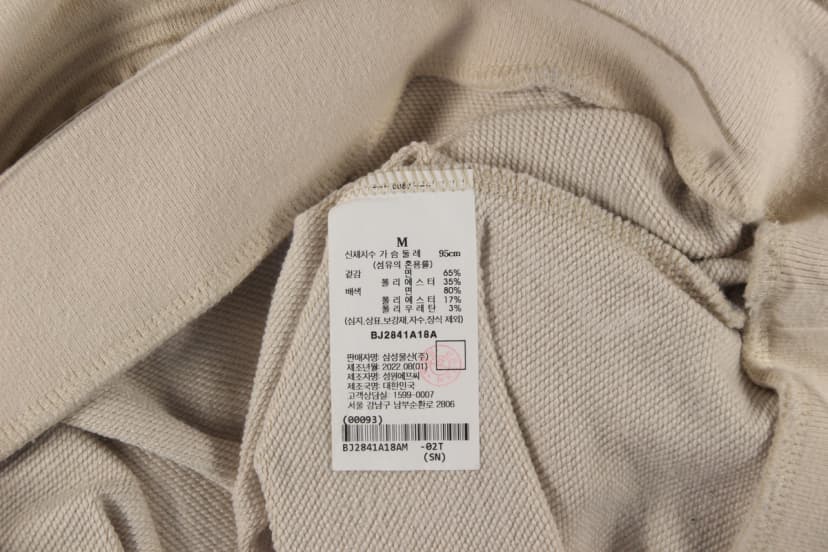 M
신체치수 가 슴 둘 레 95cm
(섬유의 혼용률)
겉감 면 65%
폴 리 에 스 터 35%
배색 면 80%
폴 리 에 스 터 17%
폴 리 우 레 탄 3%
(심지,상표,보강재,자수,장식 제외)
BJ2841A18A
판매자명: 삼성물산(주)
제조년월: 2022.08(01)
제조자명: 성원에프씨
제조국명: 대한민국
고객상담실: 1599-0007
서울 강남구 남부순환로 2806
(00093)
BJ2841A18AM -02T
(SN)